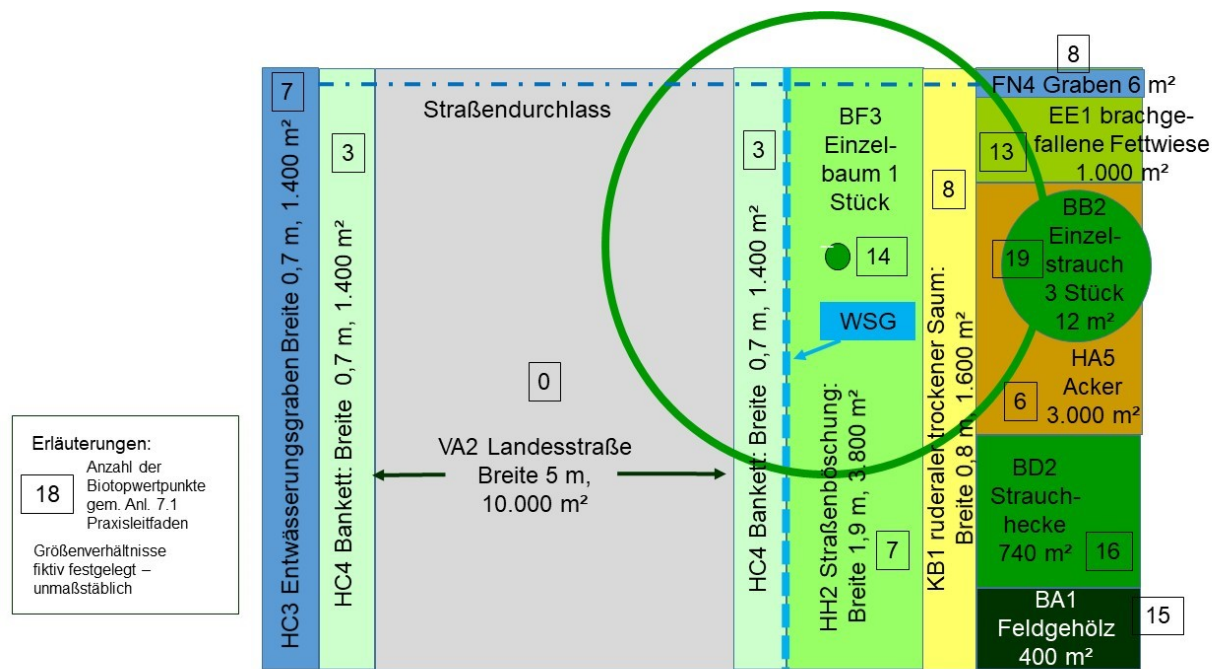 7
HC3 Entwässerungsgraben Breite 0,7 m, 1.400 m²
3
HC4 Bankett: Breite 0,7 m, 1.400 m²
Straßendurchlass
0
VA2 Landesstraße
Breite 5 m,
10.000 m²
3
HC4 Bankett: Breite 0,7 m, 1.400 m²
BF3
Einzel-
baum 1
Stück
14
WSG
HH2 Straßenböschung:
Breite 1,9 m, 3.800 m²
7
8
KB1 ruderaler trockener Saum:
Breite 0,8 m, 1.600 m²
8
FN4 Graben 6 m²
EE1 brachge-
fallene Fettwiese
1.000 m²
13
BB2
Einzel-
strauch
3 Stück
12 m²
19
HA5
Acker
3.000 m²
6
BD2
Strauch-
hecke
740 m²
16
BA1
Feldgehölz
400 m²
15
Erläuterungen:
18
Anzahl der
Biotopwertpunkte
gem. Anl. 7.1
Praxisleitfaden
Größenverhältnisse
fiktiv festgelegt –
unmaßstäblich